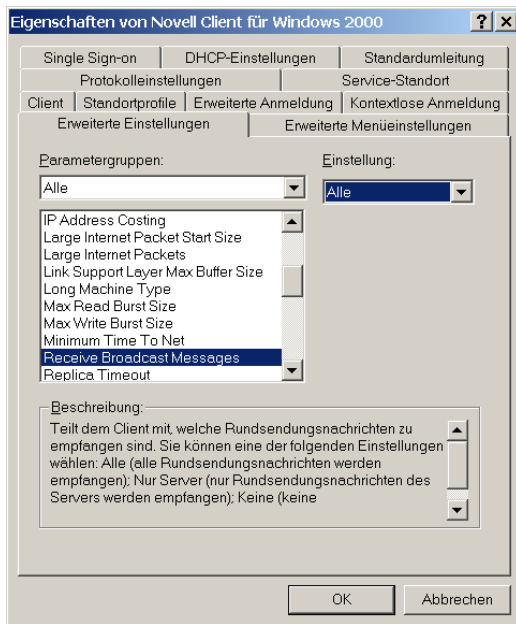 Eigenschaften von Novell Client für Windows 2000
Single Sign-on
DHCP-Einstellungen
Standardumleitung
Protokolleinstellungen
Service-Standort
Client
Standortprofile
Erweiterte Anmeldung
Kontextlose Anmeldung
Erweiterte Einstellungen
Erweiterte Menüeinstellungen
Parametergruppen:
Einstellung:
Alle
Alle
IP Address Costing
Large Internet Packet Start Size
Large Internet Packets
Link Support Layer Max Buffer Size
Long Machine Type
Max Read Burst Size
Max Write Burst Size
Minimum Time To Net
Receive Broadcast Messages
Replica Timeout
Beschreibung:
Teilt dem Client mit, welche Rundsendungsnachrichten zu
empfangen sind. Sie können eine der folgenden Einstellungen
wählen: Alle (alle Rundsendungsnachrichten werden
empfangen); Nur Server (nur Rundsendungsnachrichten des
Servers werden empfangen); Keine (keine
OK
Abbrechen